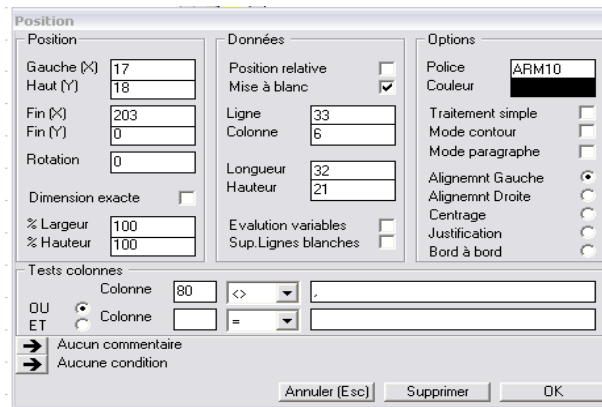 Position
Position
Gauche (X) 17
Haut (Y) 18
Fin (X) 203
Fin (Y) 0
Rotation 0
Dimension exacte
% Largeur 100
% Hauteur 100
Données
Position relative
Mise à blanc
Ligne 33
Colonne 6
Longueur 32
Hauteur 21
Evalution variables
Sup.Lignes blanches
Options
Police ARM10
Couleur
Traitement simple
Mode contour
Mode paragraphe
Alignemnt Gauche
Alignemnt Droite
Centrage
Justification
Bord à bord
Tests colonnes
Colonne 80 <> ,
OU
ET
Colonne =
Aucun commentaire
Aucune condition
Annuler (Esc) Supprimer OK